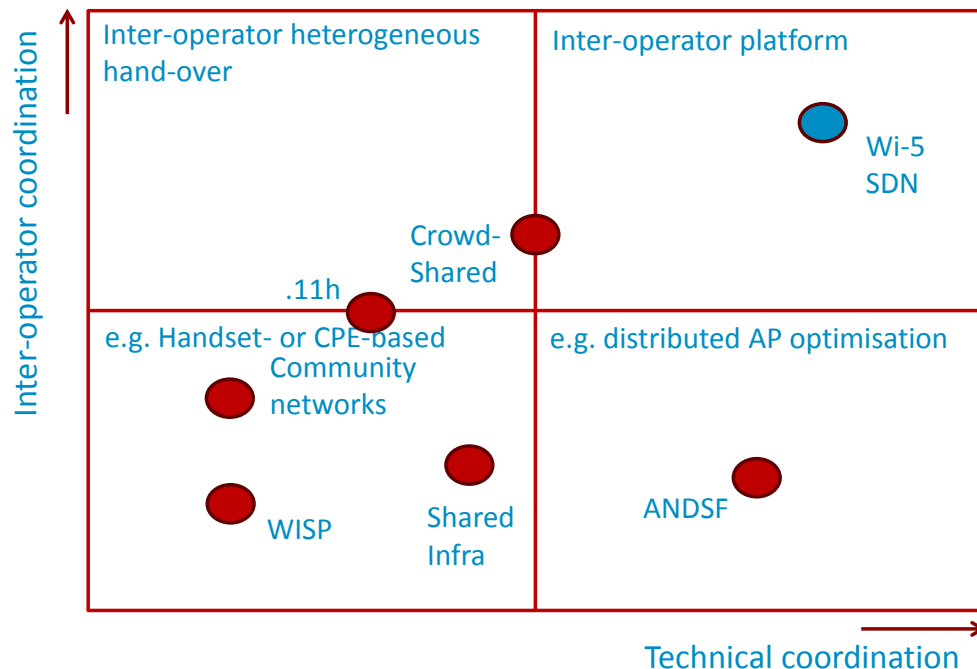 Inter-operator coordination
Inter-operator heterogeneous
hand-over
Inter-operator platform
Wi-5
SDN
Crowd-
Shared
.11h
e.g. Handset- or CPE-based
e.g. distributed AP optimisation
Community
networks
WISP
Shared
Infra
ANDSF
Technical coordination